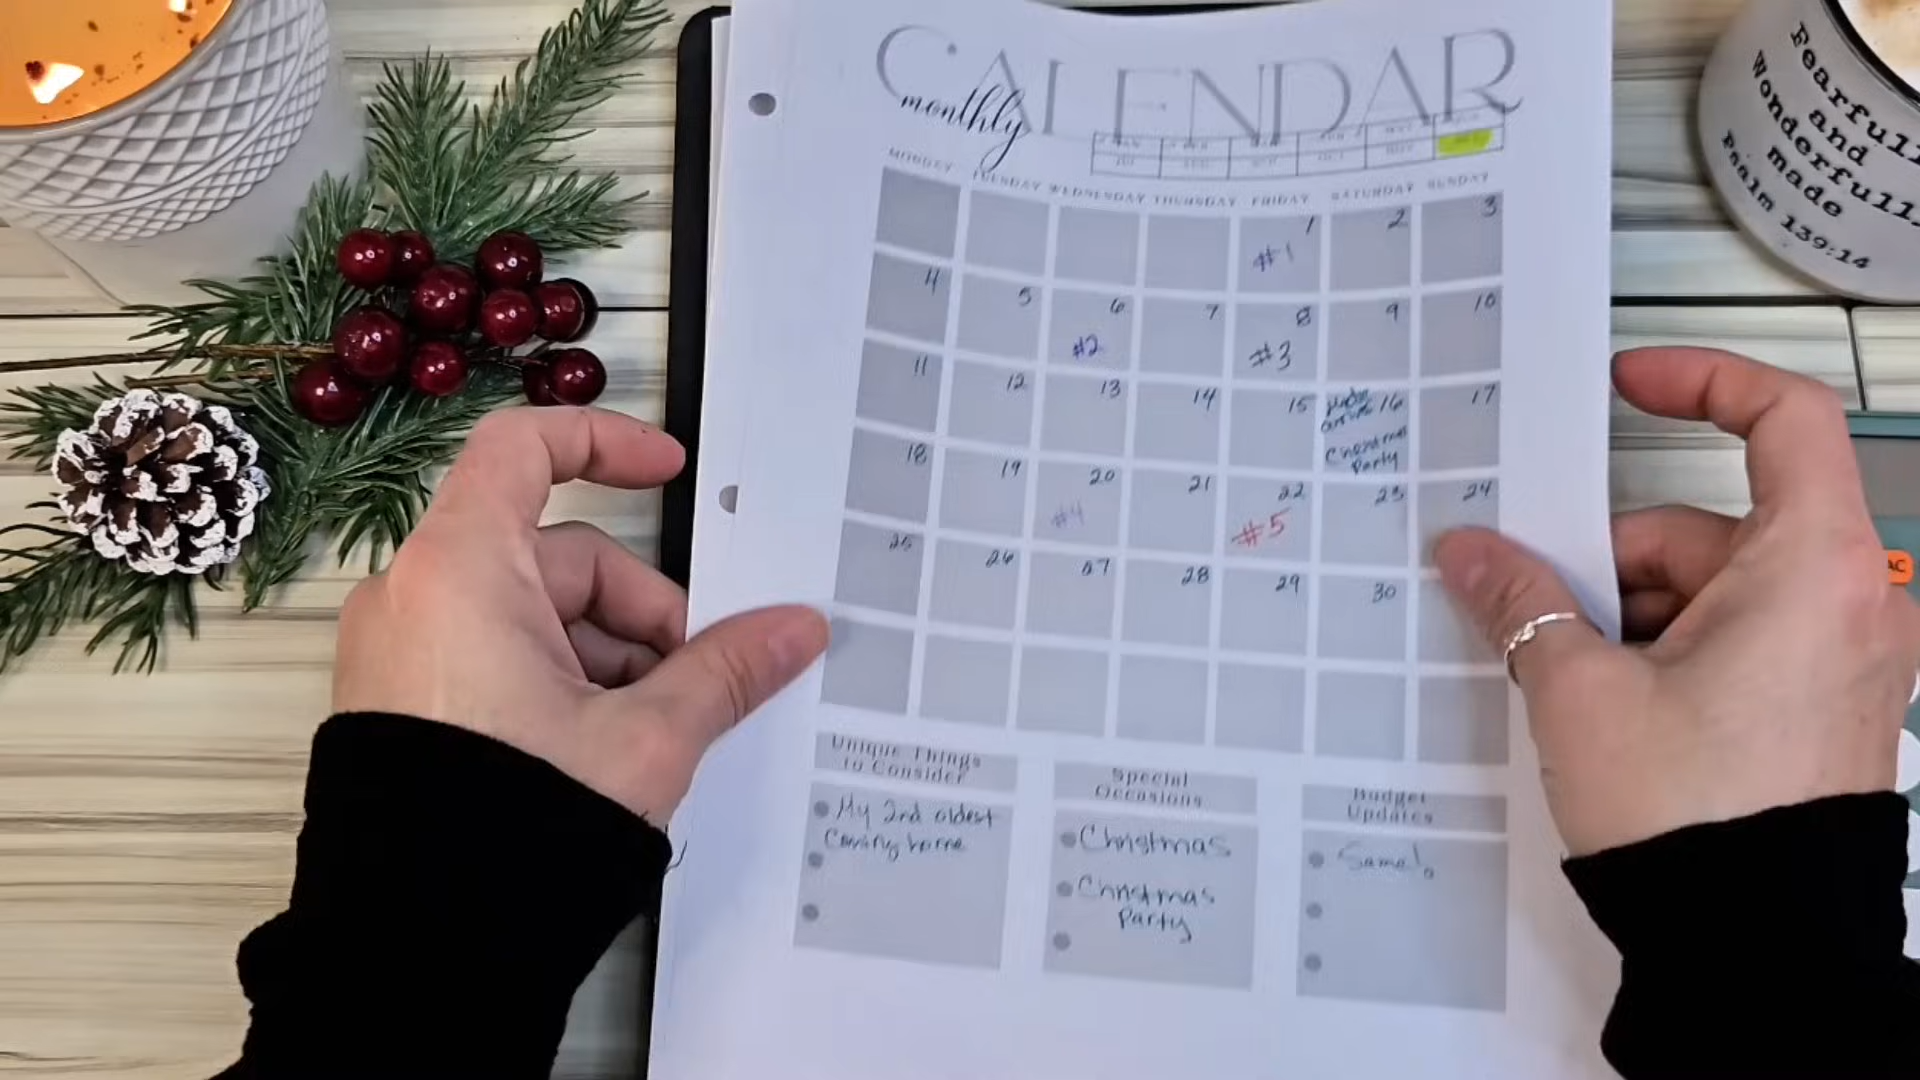 CALENDAR
monthly
MONDAY TUESDAY WEDNESDAY THURSDAY FRIDAY SATURDAY SUNDAY
1 2 3
#1
4 5 6 7 8 9 10
#2 #3
11 12 13 14 15 16 17
Christmas
Party
18 19 20 21 22 23 24
#4 #5
25 26 27 28 29 30
Unique Things
to Consider
My 2nd oldest
Coming home
Special
Occasions
Christmas
Christmas
Party
Budget
Updates
Same!
and
made
Psalm 139:14
AC